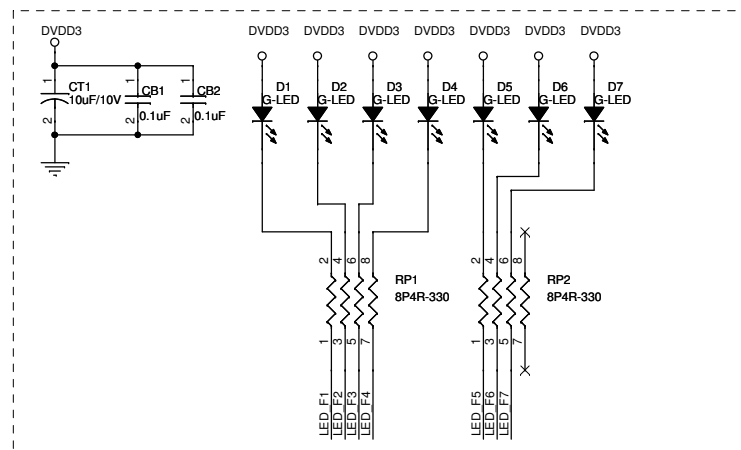 DVDD3 DVDD3 DVDD3 DVDD3 DVDD3 DVDD3 DVDD3 DVDD3
D1 D2 D3 D4 D5 D6 D7
G-LED G-LED G-LED G-LED G-LED G-LED G-LED
1 1 1
CT1 CB1 CB2
10uF/10V
2 2 2
0.1uF 0.1uF
2 4 6 8 2 4 6 8
RP1 RP2
8P4R-330 8P4R-330
1 3 5 7 1 3 5 7
LED_F1 LED_F2 LED_F3 LED_F4 LED_F5 LED_F6 LED_F7